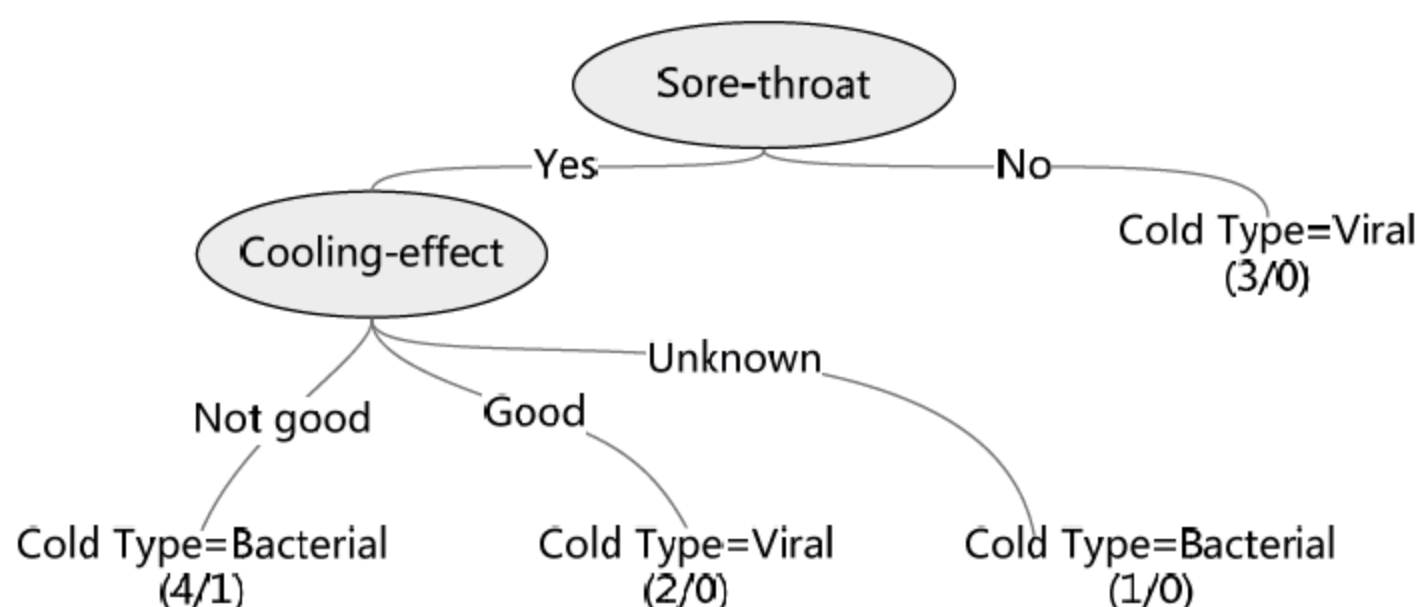 Sore-throat
Yes
No
Cooling-effect
Cold Type=Viral
(3/0)
Unknown
Not good
Good
Cold Type=Bacterial
(4/1)
Cold Type=Viral
(2/0)
Cold Type=Bacterial
(1/0)